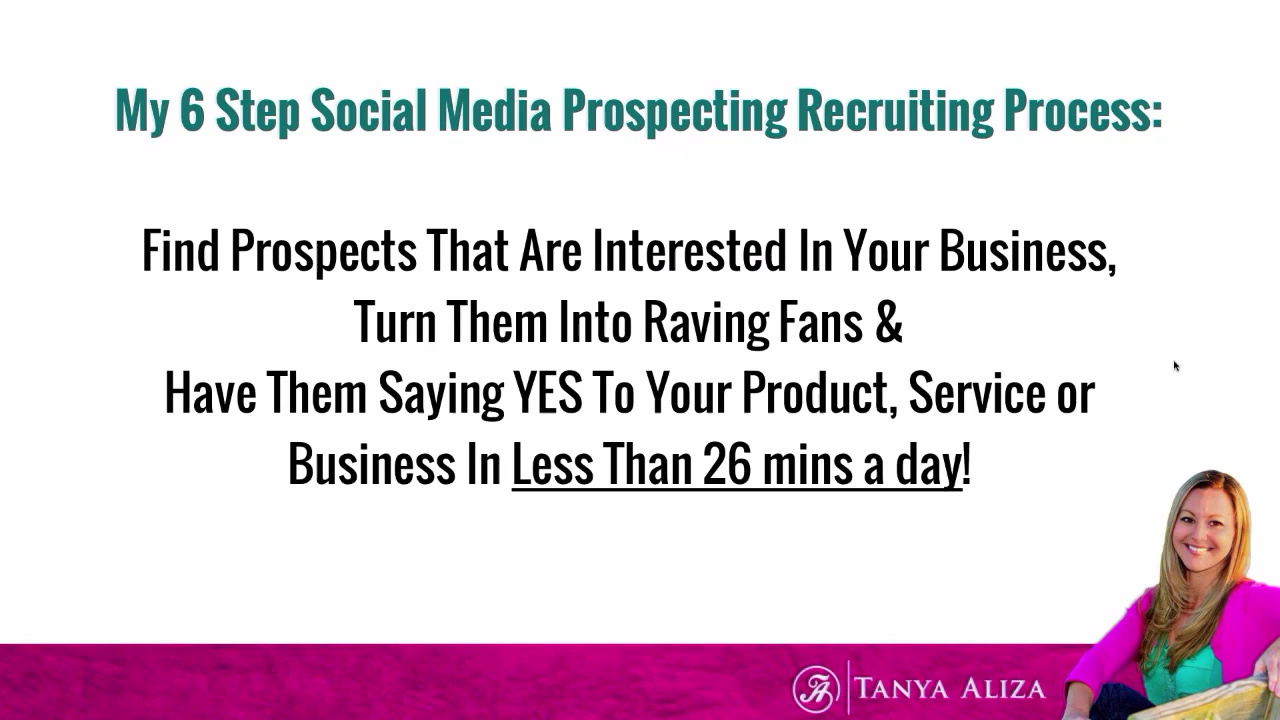 My 6 Step Social Media Prospecting Recruiting Process:
Find Prospects That Are Interested In Your Business,
Turn Them Into Raving Fans &
Have Them Saying YES To Your Product, Service or
Business In Less Than 26 mins a day!
TA TANYA ALIZA